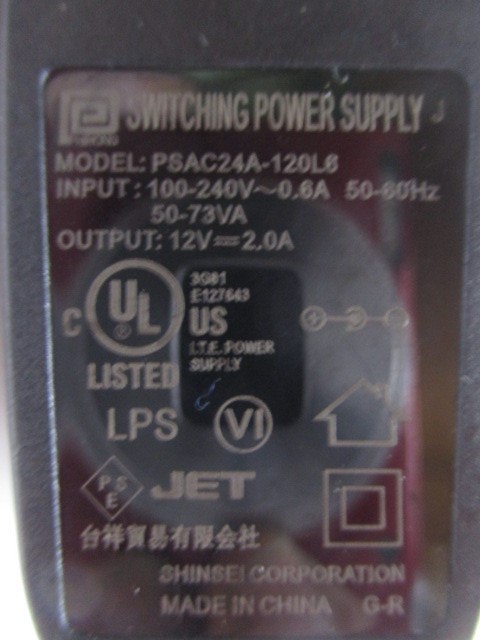 PHIHONG
SWITCHING POWER SUPPLY J
MODEL: PSAC24A-120L6
INPUT : 100-240V～0.6A 50-60Hz
50-73VA
OUTPUT: 12V⎓2.0A
3G81
E127643
C UL US
®
I.T.E. POWER
SUPPLY
LISTED
LPS VI
P S
E
JET
台祥貿易有限会社
SHINSEI CORPORATION
MADE IN CHINA G-R